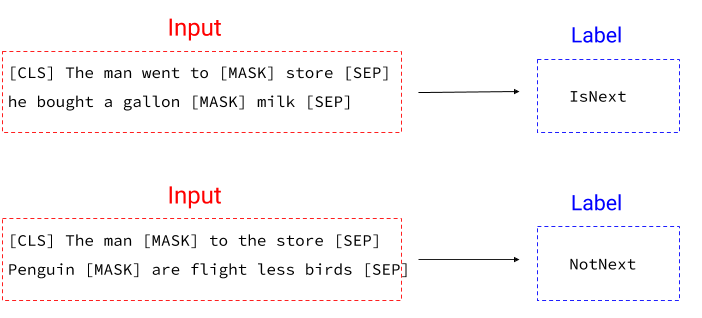 Input
Label
[CLS] The man went to [MASK] store [SEP]
he bought a gallon [MASK] milk [SEP]
IsNext
Input
Label
[CLS] The man [MASK] to the store [SEP]
Penguin [MASK] are flight less birds [SEP]
NotNext